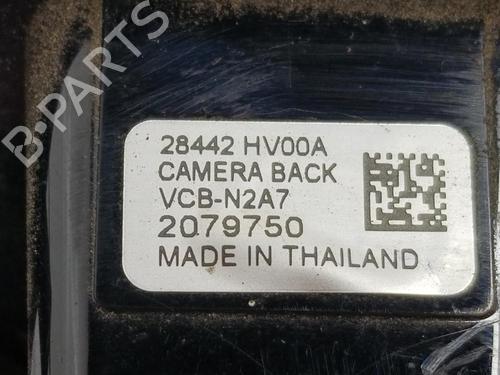 B-PARTS
28442 HV00A
CAMERA BACK
VCB-N2A7
2079750
MADE IN THAILAND